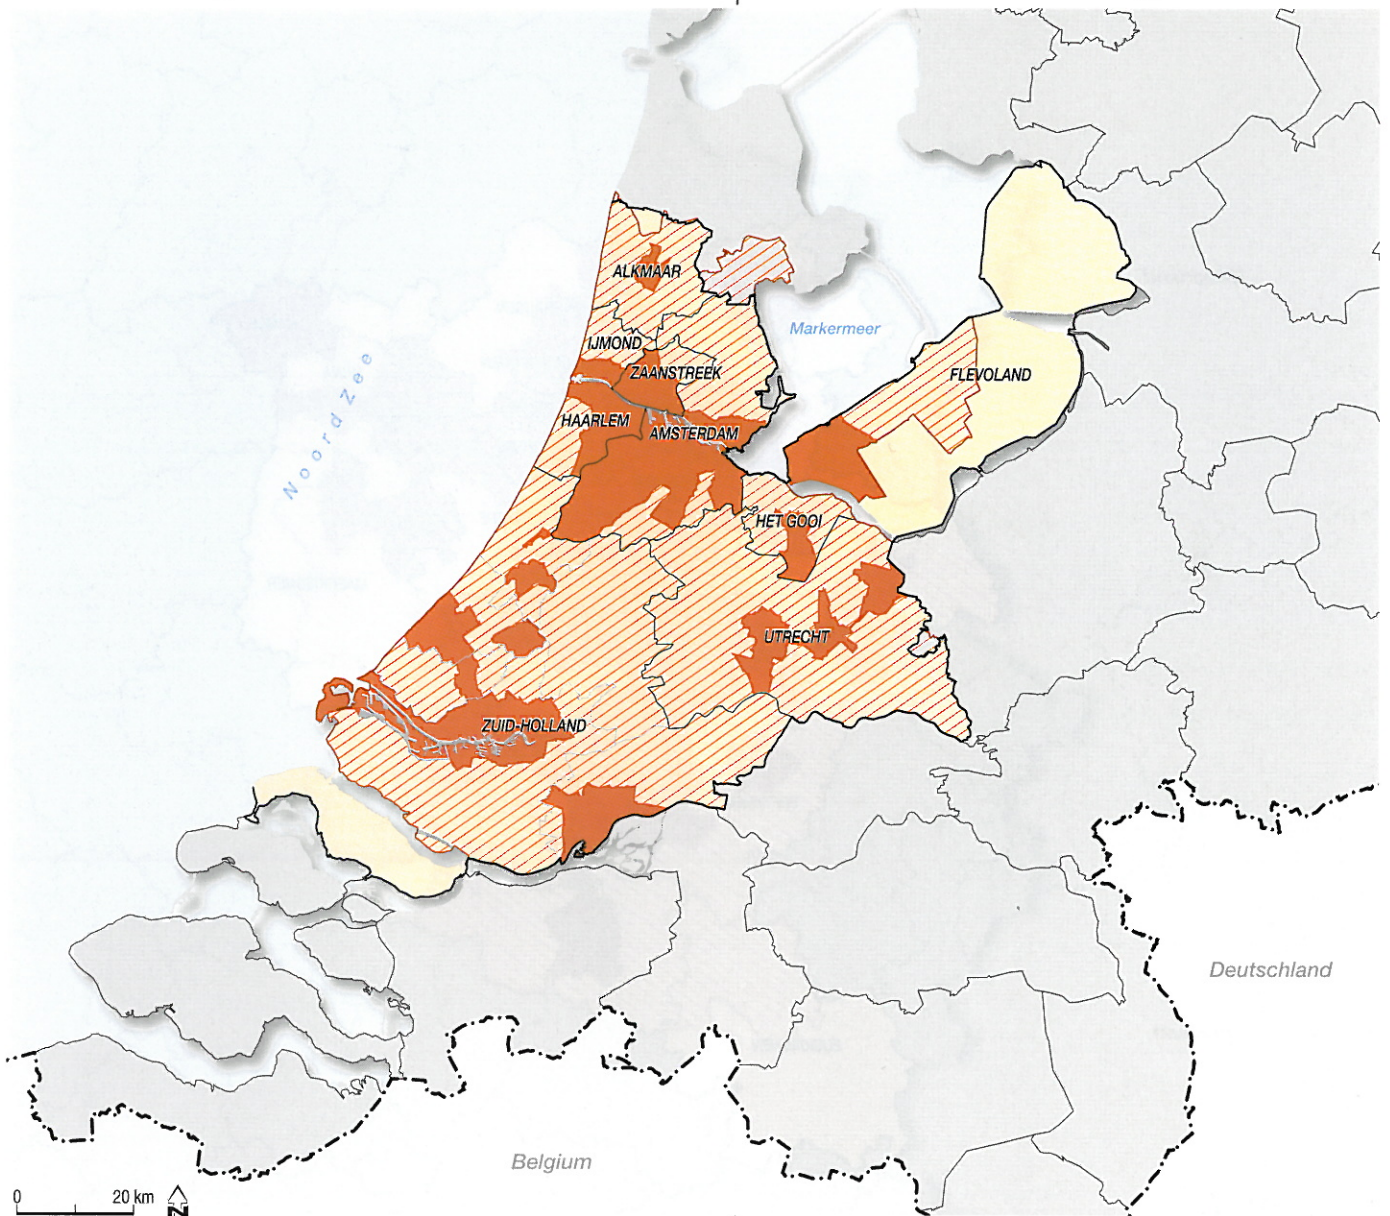 ALKMAAR
Markermeer
IJMOND
ZAANSTREEK
FLEVOLAND
HAARLEM
AMSTERDAM
Noord Zee
HET GOOI
UTRECHT
ZUID-HOLLAND
Deutschland
Belgium
0 20 km
N